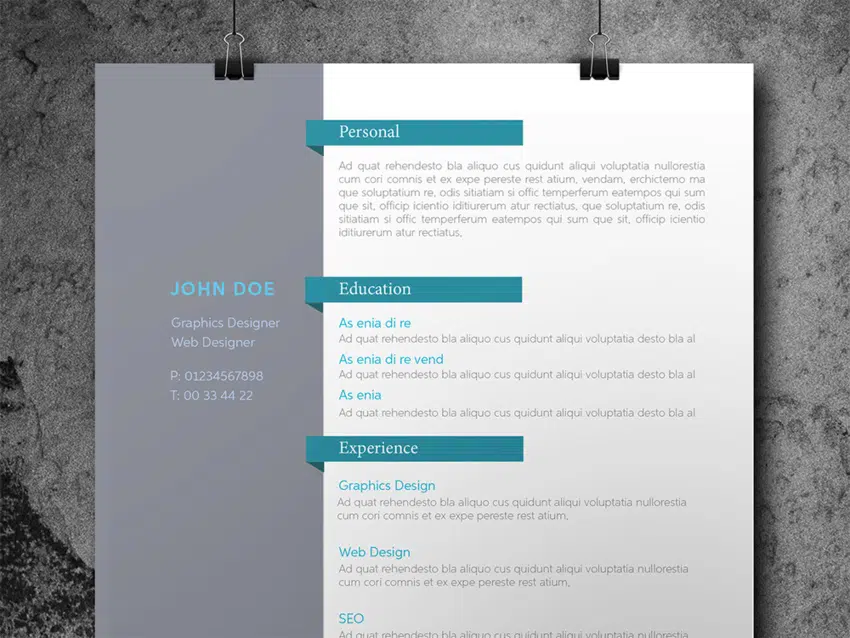 JOHN DOE
Graphics Designer
Web Designer
P: 01234567898
T: 00 33 44 22
Personal
Ad quat rehendesto bla aliquo cus quidunt aliqui voluptatia nullorestia
cum cori comnis et ex expe pereste rest atium, vendam, erchictemo ma
que soluptatium re, odis sitiatiam si offic temperferum eatempos qui sum
que sit, officip icientio iditiurerum atur rectiatus, que soluptatium re, odis
sitiatiam si offic temperferum eatempos qui sum que sit, officip icientio
iditiurerum atur rectiatus,
Education
As enia di re
Ad quat rehendesto bla aliquo cus quidunt aliqui voluptatia desto bla al
As enia di re vend
Ad quat rehendesto bla aliquo cus quidunt aliqui voluptatia desto bla al
As enia
Ad quat rehendesto bla aliquo cus quidunt aliqui voluptatia desto bla al
Experience
Graphics Design
Ad quat rehendesto bla aliquo cus quidunt aliqui voluptatia nullorestia
cum cori comnis et ex expe pereste rest atium,
Web Design
Ad quat rehendesto bla aliquo cus quidunt aliqui voluptatia nullorestia
cum cori comnis et ex expe pereste rest atium,
SEO
Ad quat rehendesto bla aliquo cus quidunt aliqui voluptatia nullorestia